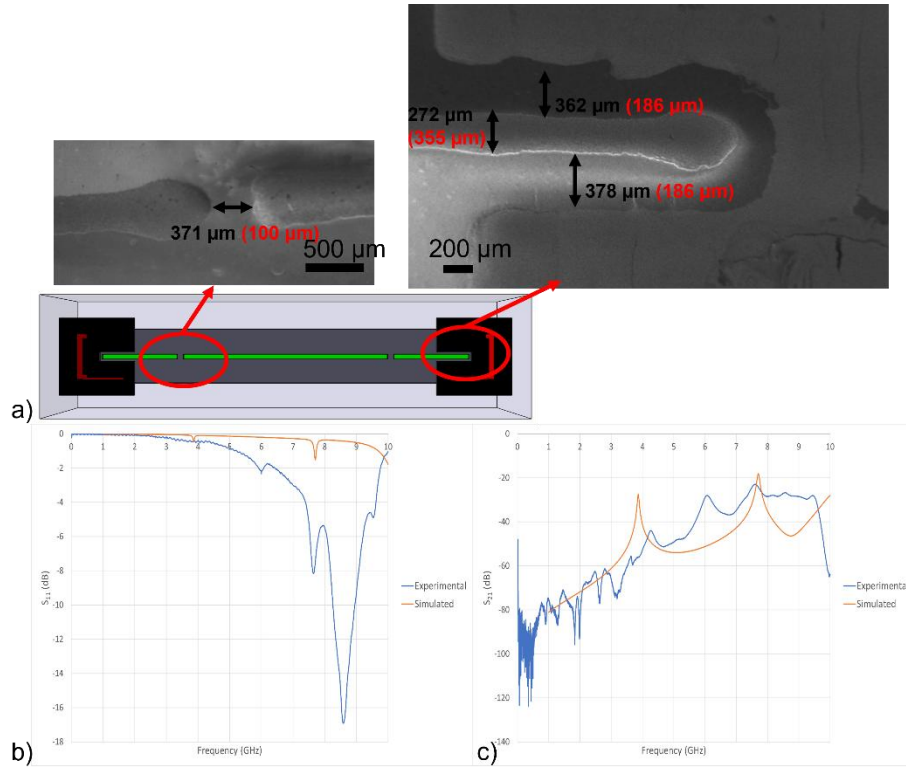 362 µm (186 µm)
272 µm
(355 µm)
378 µm (186 µm)
200 µm
371 µm (100 µm)
500 µm
a)
0 1 2 3 4 5 6 7 8 9 10
0
-2
-4
-6
-8
-10
-12
-14
-16
-18
S₁₁ (dB)
Frequency (GHz)
Experimental
Simulated
b)
0 1 2 3 4 5 6 7 8 9 10
0
-20
-40
-60
-80
-100
-120
-140
S₂₁ (dB)
Frequency (GHz)
Experimental
Simulated
c)